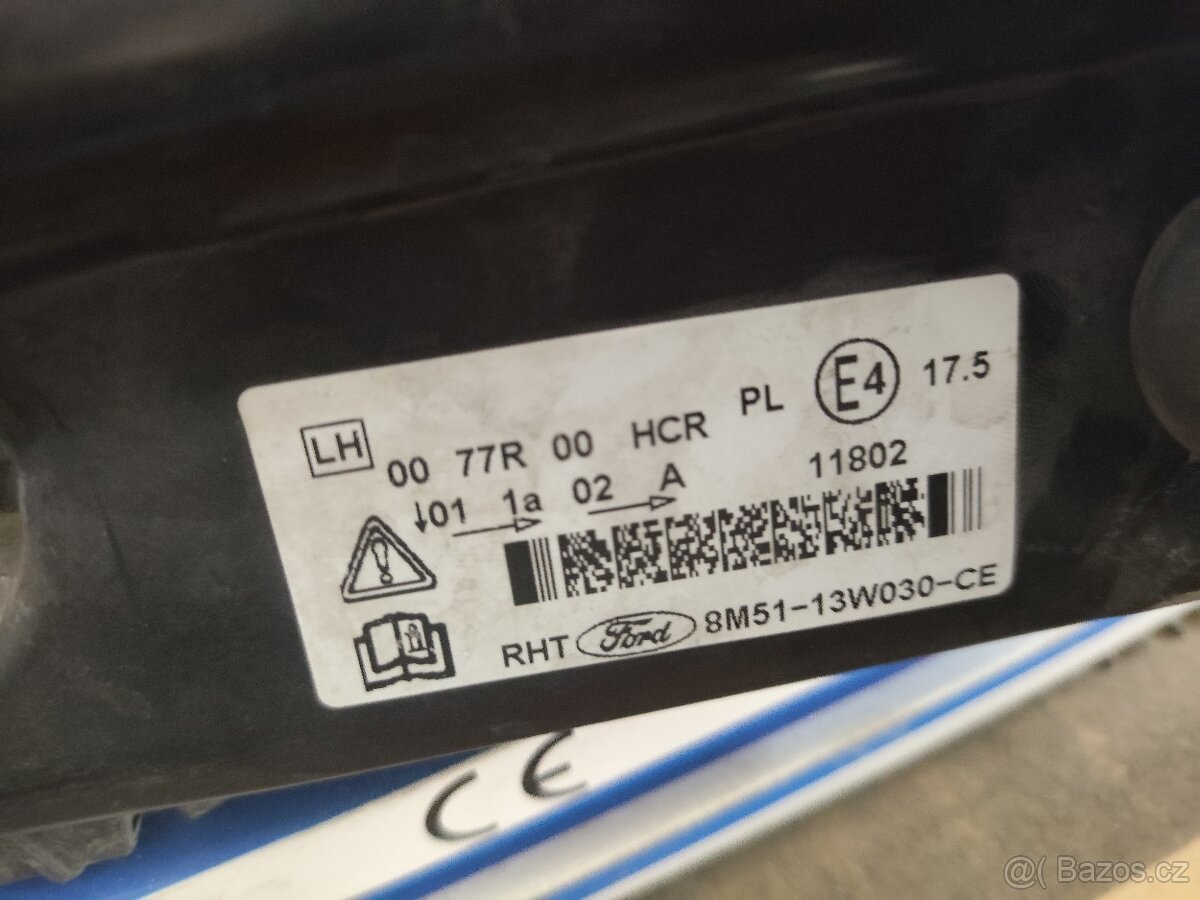 LH 00 77R 00 HCR PL E4 17.5
↓01 1a 02 A 11802
RHT Ford 8M51-13W030-CE
CE
@( Bazos.cz